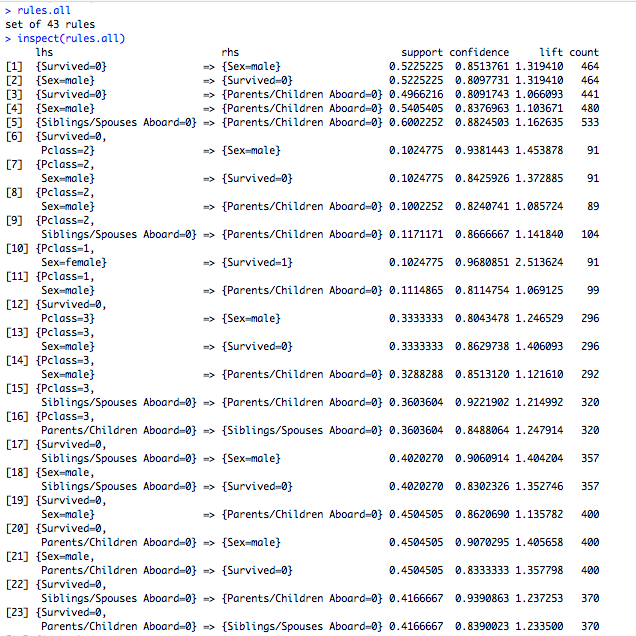 > rules.all
set of 43 rules
> inspect(rules.all)
lhs rhs support confidence lift count
[1] {Survived=0} => {Sex=male} 0.5225225 0.8513761 1.319410 464
[2] {Sex=male} => {Survived=0} 0.5225225 0.8097731 1.319410 464
[3] {Survived=0} => {Parents/Children Aboard=0} 0.4966216 0.8091743 1.066093 441
[4] {Sex=male} => {Parents/Children Aboard=0} 0.5405405 0.8376963 1.103671 480
[5] {Siblings/Spouses Aboard=0} => {Parents/Children Aboard=0} 0.6002252 0.8824503 1.162635 533
[6] {Survived=0,
Pclass=2} => {Sex=male} 0.1024775 0.9381443 1.453878 91
[7] {Pclass=2,
Sex=male} => {Survived=0} 0.1024775 0.8425926 1.372885 91
[8] {Pclass=2,
Sex=male} => {Parents/Children Aboard=0} 0.1002252 0.8240741 1.085724 89
[9] {Pclass=2,
Siblings/Spouses Aboard=0} => {Parents/Children Aboard=0} 0.1171171 0.8666667 1.141840 104
[10] {Pclass=1,
Sex=female} => {Survived=1} 0.1024775 0.9680851 2.513624 91
[11] {Pclass=1,
Sex=male} => {Parents/Children Aboard=0} 0.1114865 0.8114754 1.069125 99
[12] {Survived=0,
Pclass=3} => {Sex=male} 0.3333333 0.8043478 1.246529 296
[13] {Pclass=3,
Sex=male} => {Survived=0} 0.3333333 0.8629738 1.406093 296
[14] {Pclass=3,
Sex=male} => {Parents/Children Aboard=0} 0.3288288 0.8513120 1.121610 292
[15] {Pclass=3,
Siblings/Spouses Aboard=0} => {Parents/Children Aboard=0} 0.3603604 0.9221902 1.214992 320
[16] {Pclass=3,
Parents/Children Aboard=0} => {Siblings/Spouses Aboard=0} 0.3603604 0.8488064 1.247914 320
[17] {Survived=0,
Siblings/Spouses Aboard=0} => {Sex=male} 0.4020270 0.9060914 1.404204 357
[18] {Sex=male,
Siblings/Spouses Aboard=0} => {Survived=0} 0.4020270 0.8302326 1.352746 357
[19] {Survived=0,
Sex=male} => {Parents/Children Aboard=0} 0.4504505 0.8620690 1.135782 400
[20] {Survived=0,
Parents/Children Aboard=0} => {Sex=male} 0.4504505 0.9070295 1.405658 400
[21] {Sex=male,
Parents/Children Aboard=0} => {Survived=0} 0.4504505 0.8333333 1.357798 400
[22] {Survived=0,
Siblings/Spouses Aboard=0} => {Parents/Children Aboard=0} 0.4166667 0.9390863 1.237253 370
[23] {Survived=0,
Parents/Children Aboard=0} => {Siblings/Spouses Aboard=0} 0.4166667 0.8390023 1.233500 370